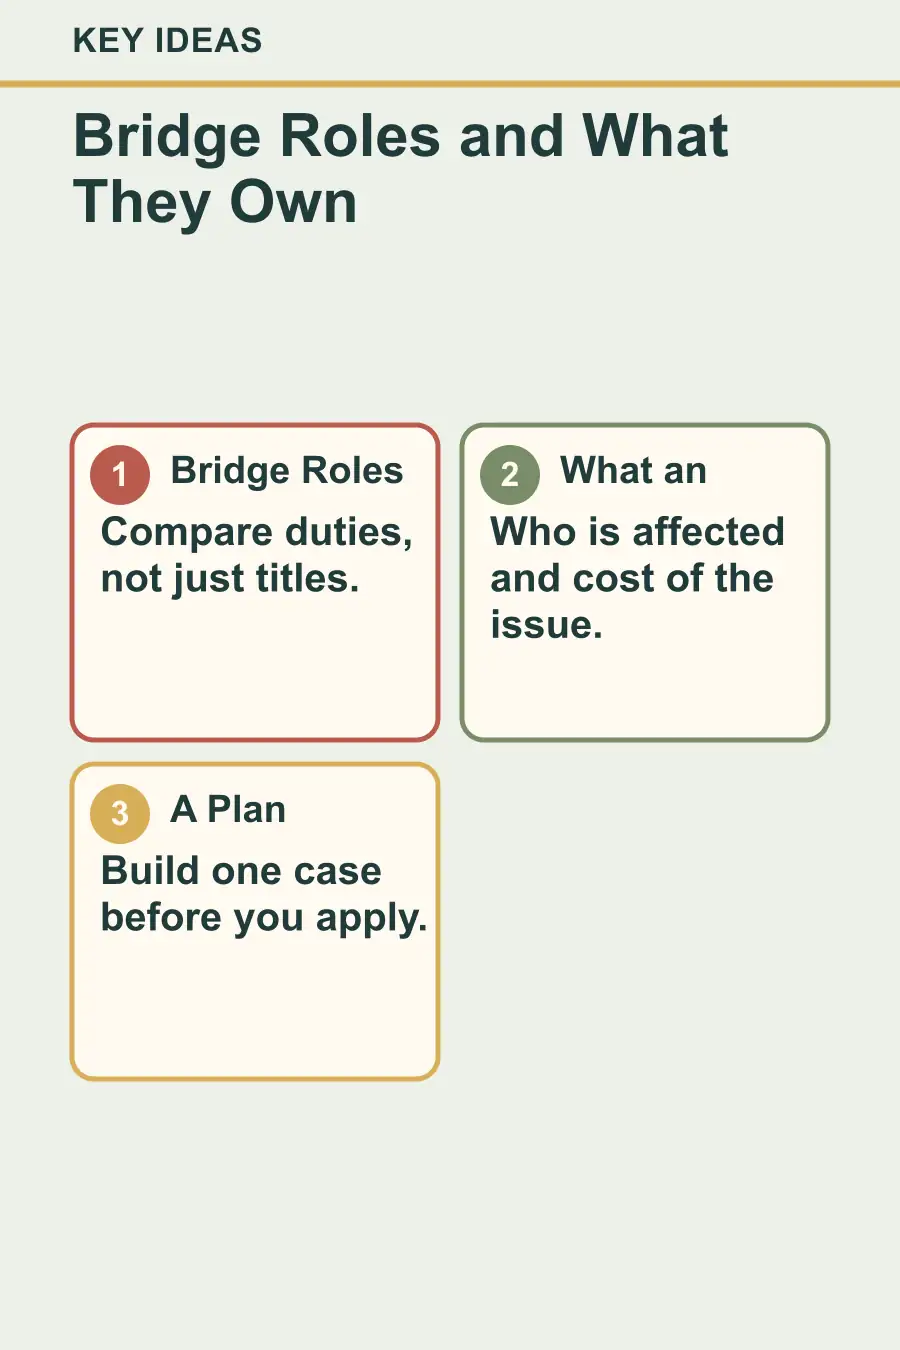 KEY IDEAS
Bridge Roles and What
They Own
1 Bridge Roles
Compare duties,
not just titles.
2 What an
Who is affected
and cost of the
issue.
3 A Plan
Build one case
before you apply.